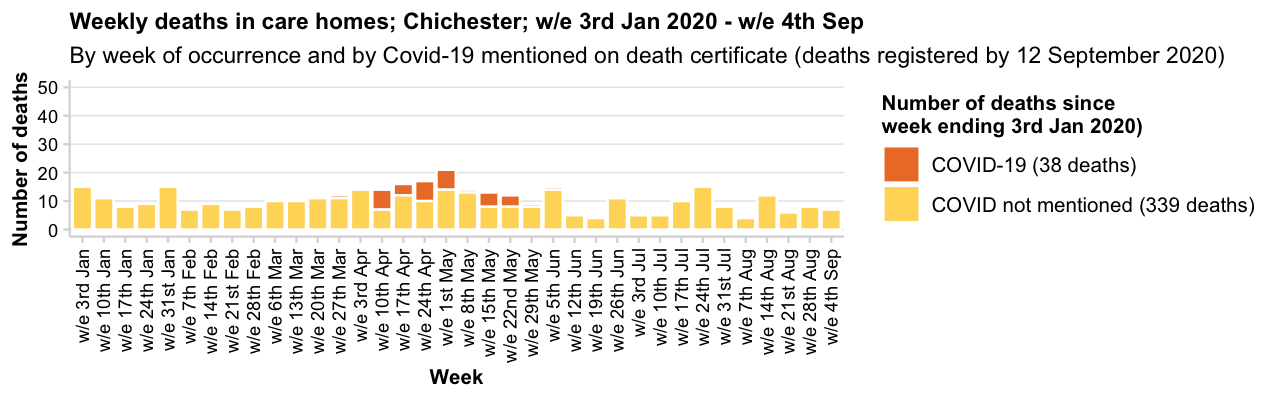 Weekly deaths in care homes; Chichester; w/e 3rd Jan 2020 - w/e 4th Sep
By week of occurrence and by Covid-19 mentioned on death certificate (deaths registered by 12 September 2020)
Number of deaths
50
40
30
20
10
0
w/e 3rd Jan
w/e 10th Jan
w/e 17th Jan
w/e 24th Jan
w/e 31st Jan
w/e 7th Feb
w/e 14th Feb
w/e 21st Feb
w/e 28th Feb
w/e 6th Mar
w/e 13th Mar
w/e 20th Mar
w/e 27th Mar
w/e 3rd Apr
w/e 10th Apr
w/e 17th Apr
w/e 24th Apr
w/e 1st May
w/e 8th May
w/e 15th May
w/e 22nd May
w/e 29th May
w/e 5th Jun
w/e 12th Jun
w/e 19th Jun
w/e 26th Jun
w/e 3rd Jul
w/e 10th Jul
w/e 17th Jul
w/e 24th Jul
w/e 31st Jul
w/e 7th Aug
w/e 14th Aug
w/e 21st Aug
w/e 28th Aug
w/e 4th Sep
Week
Number of deaths since
week ending 3rd Jan 2020)
COVID-19 (38 deaths)
COVID not mentioned (339 deaths)